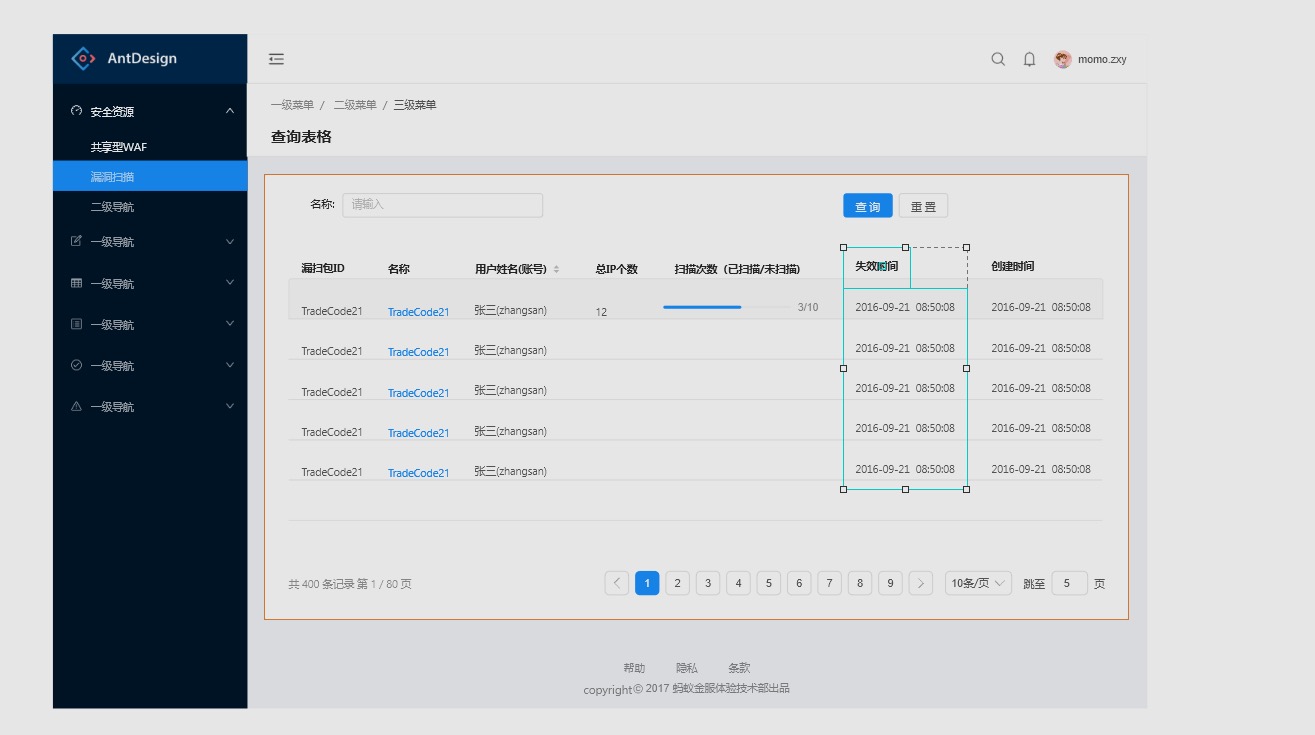 AntDesign
momo.zxy
安全资源
共享型WAF
漏洞扫描
二级导航
一级导航
一级导航
一级导航
一级导航
一级导航
一级菜单 / 二级菜单 / 三级菜单
查询表格
名称: 请输入 查 询 重 置
漏扫包ID 名称 用户姓名(账号) 总IP个数 扫描次数（已扫描/未扫描) 失效时间 创建时间
TradeCode21 TradeCode21 张三(zhangsan) 12 3/10 2016-09-21 08:50:08 2016-09-21 08:50:08
TradeCode21 TradeCode21 张三(zhangsan) 2016-09-21 08:50:08 2016-09-21 08:50:08
TradeCode21 TradeCode21 张三(zhangsan) 2016-09-21 08:50:08 2016-09-21 08:50:08
TradeCode21 TradeCode21 张三(zhangsan) 2016-09-21 08:50:08 2016-09-21 08:50:08
TradeCode21 TradeCode21 张三(zhangsan) 2016-09-21 08:50:08 2016-09-21 08:50:08
共 400 条记录 第 1 / 80 页 1 2 3 4 5 6 7 8 9 10条/页 跳至 5 页
帮助 隐私 条款
copyright© 2017 蚂蚁金服体验技术部出品